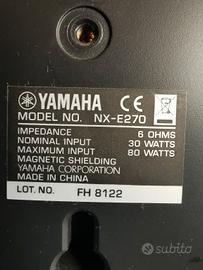 YAMAHA CE
MODEL NO. NX-E270
IMPEDANCE 6 OHMS
NOMINAL INPUT 30 WATTS
MAXIMUM INPUT 80 WATTS
MAGNETIC SHIELDING
YAMAHA CORPORATION
MADE IN CHINA
LOT. NO. FH 8122
subito